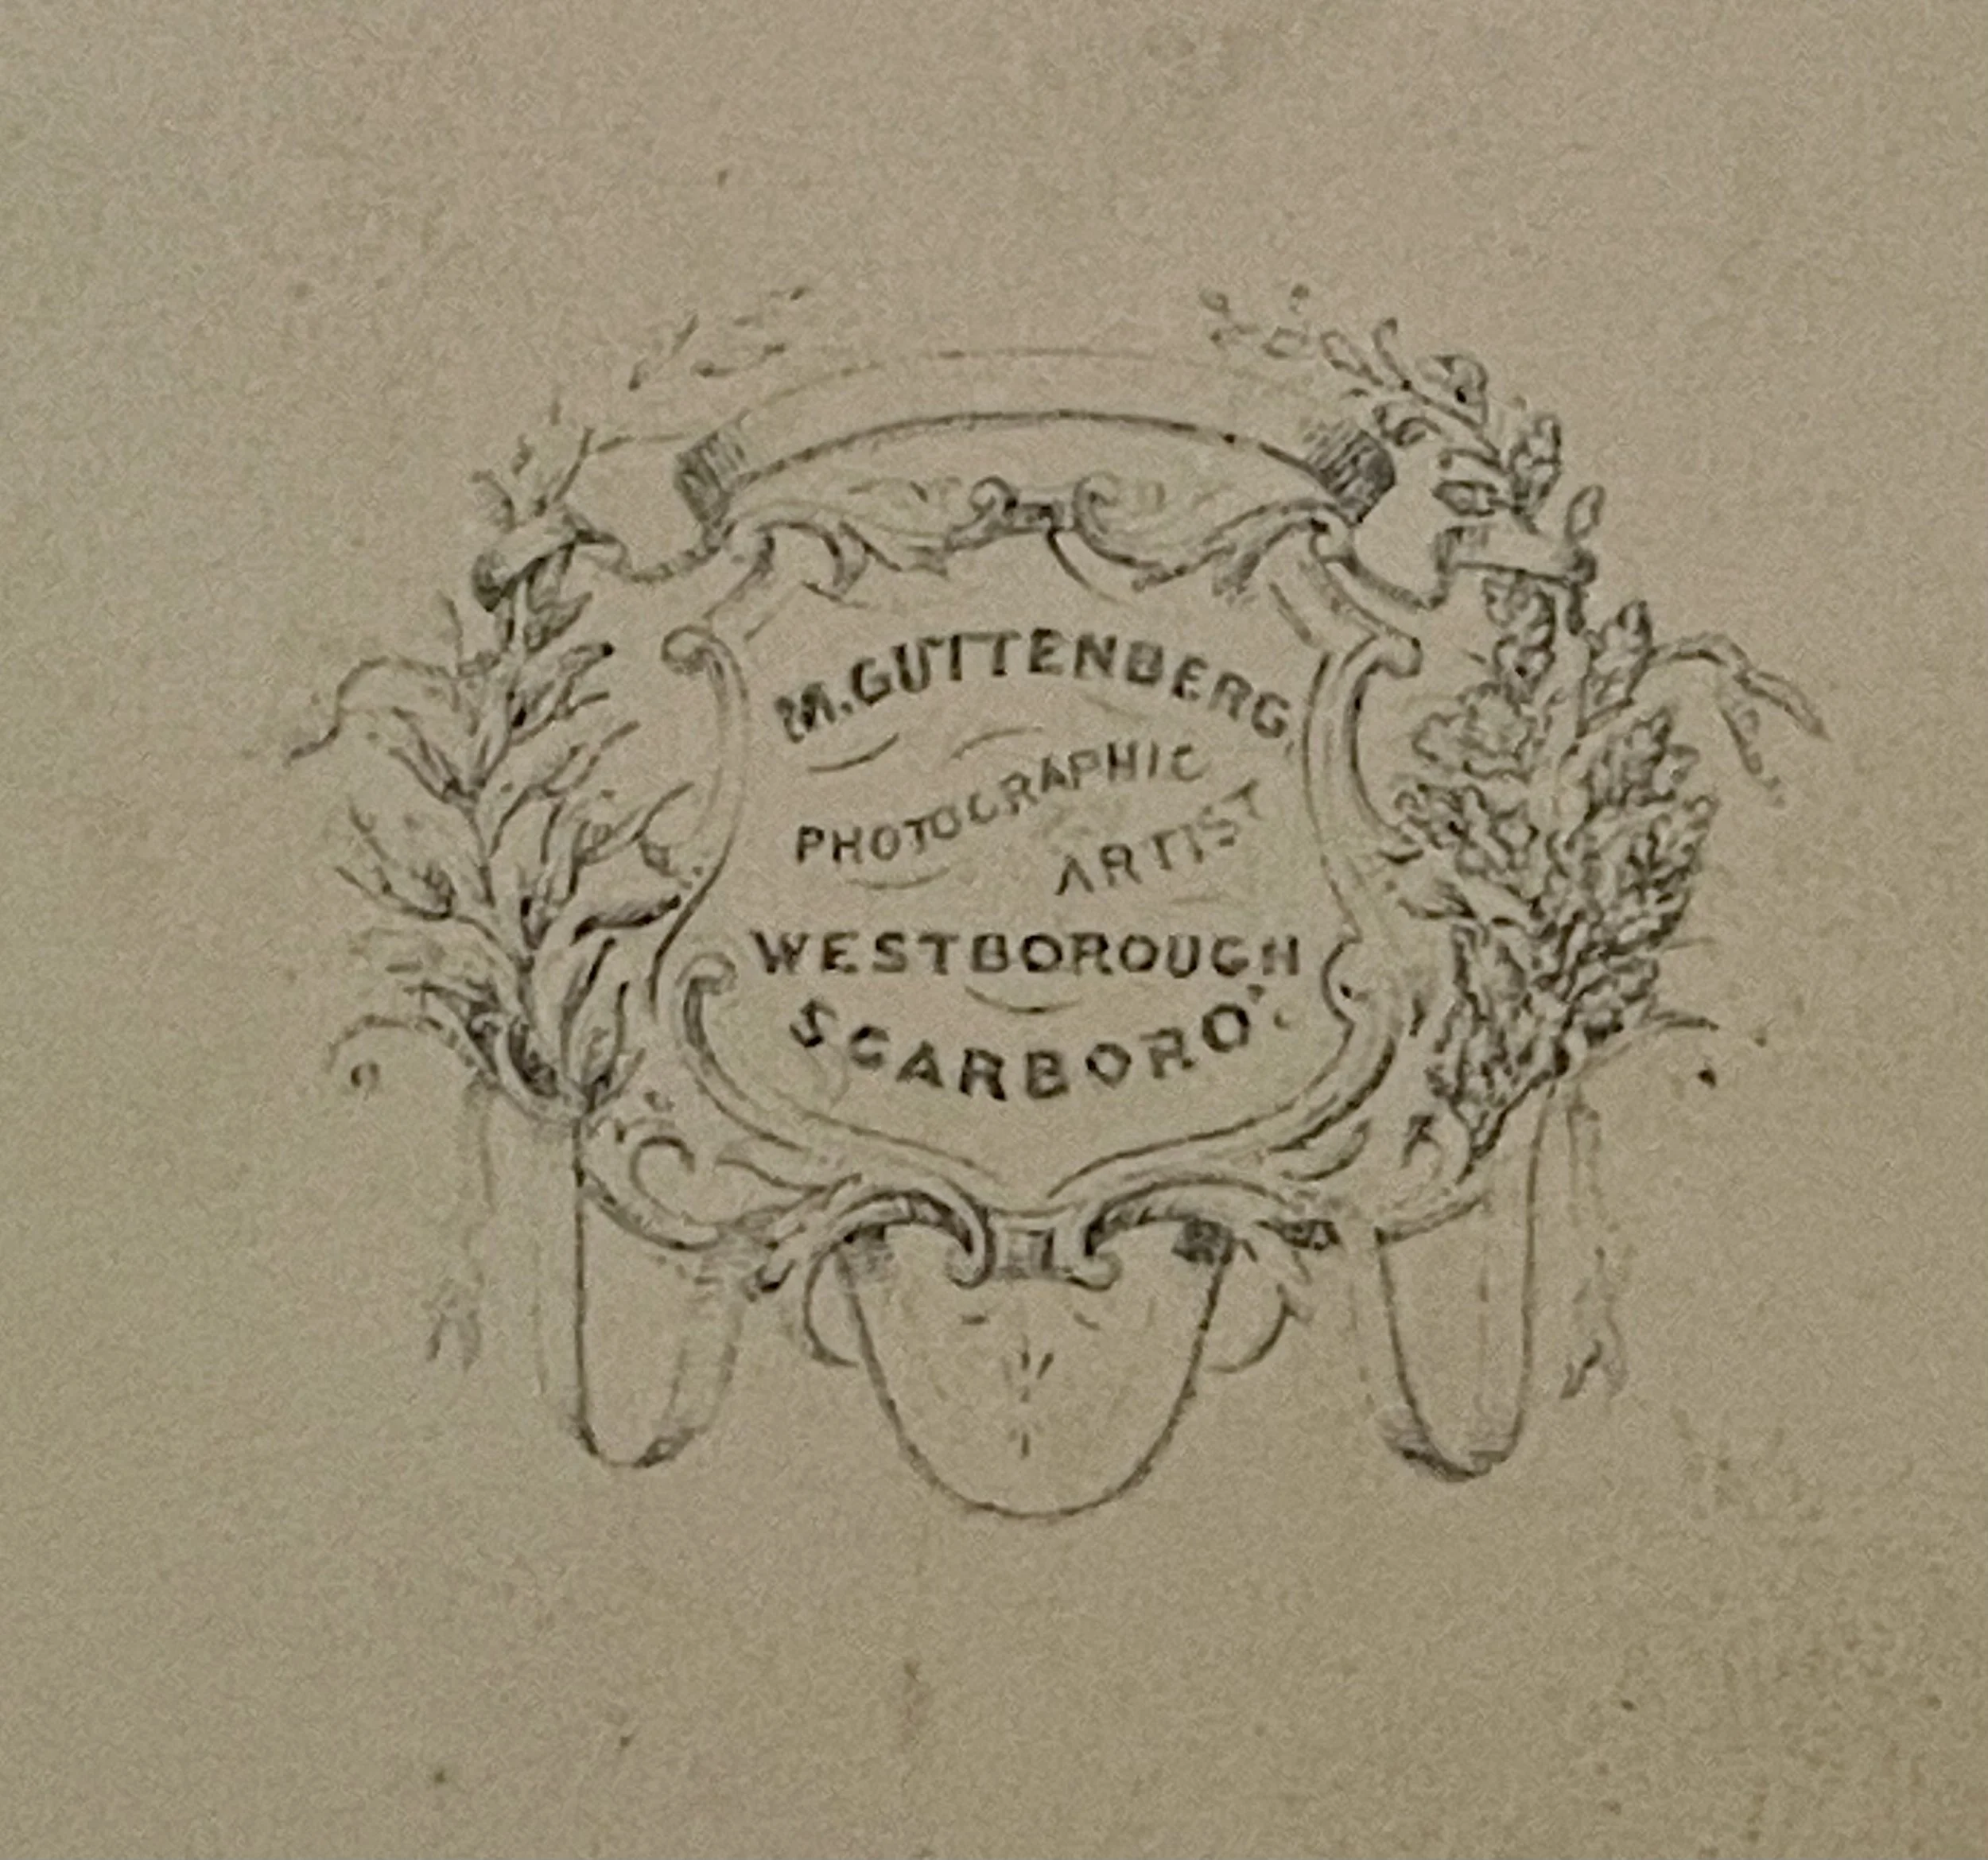 M. GUTTENBERG,
PHOTOGRAPHIC
ARTIST
WESTBOROUGH
SCARBORO'.